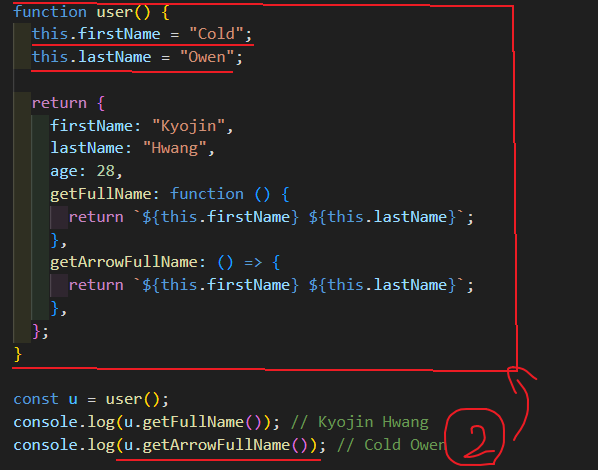 function user() {
this.firstName = "Cold";
this.lastName = "Owen";
return {
firstName: "Kyojin",
lastName: "Hwang",
age: 28,
getFullName: function () {
return `${this.firstName} ${this.lastName}`;
},
getArrowFullName: () => {
return `${this.firstName} ${this.lastName}`;
},
};
}
const u = user();
console.log(u.getFullName()); // Kyojin Hwang
console.log(u.getArrowFullName()); // Cold Owen
2